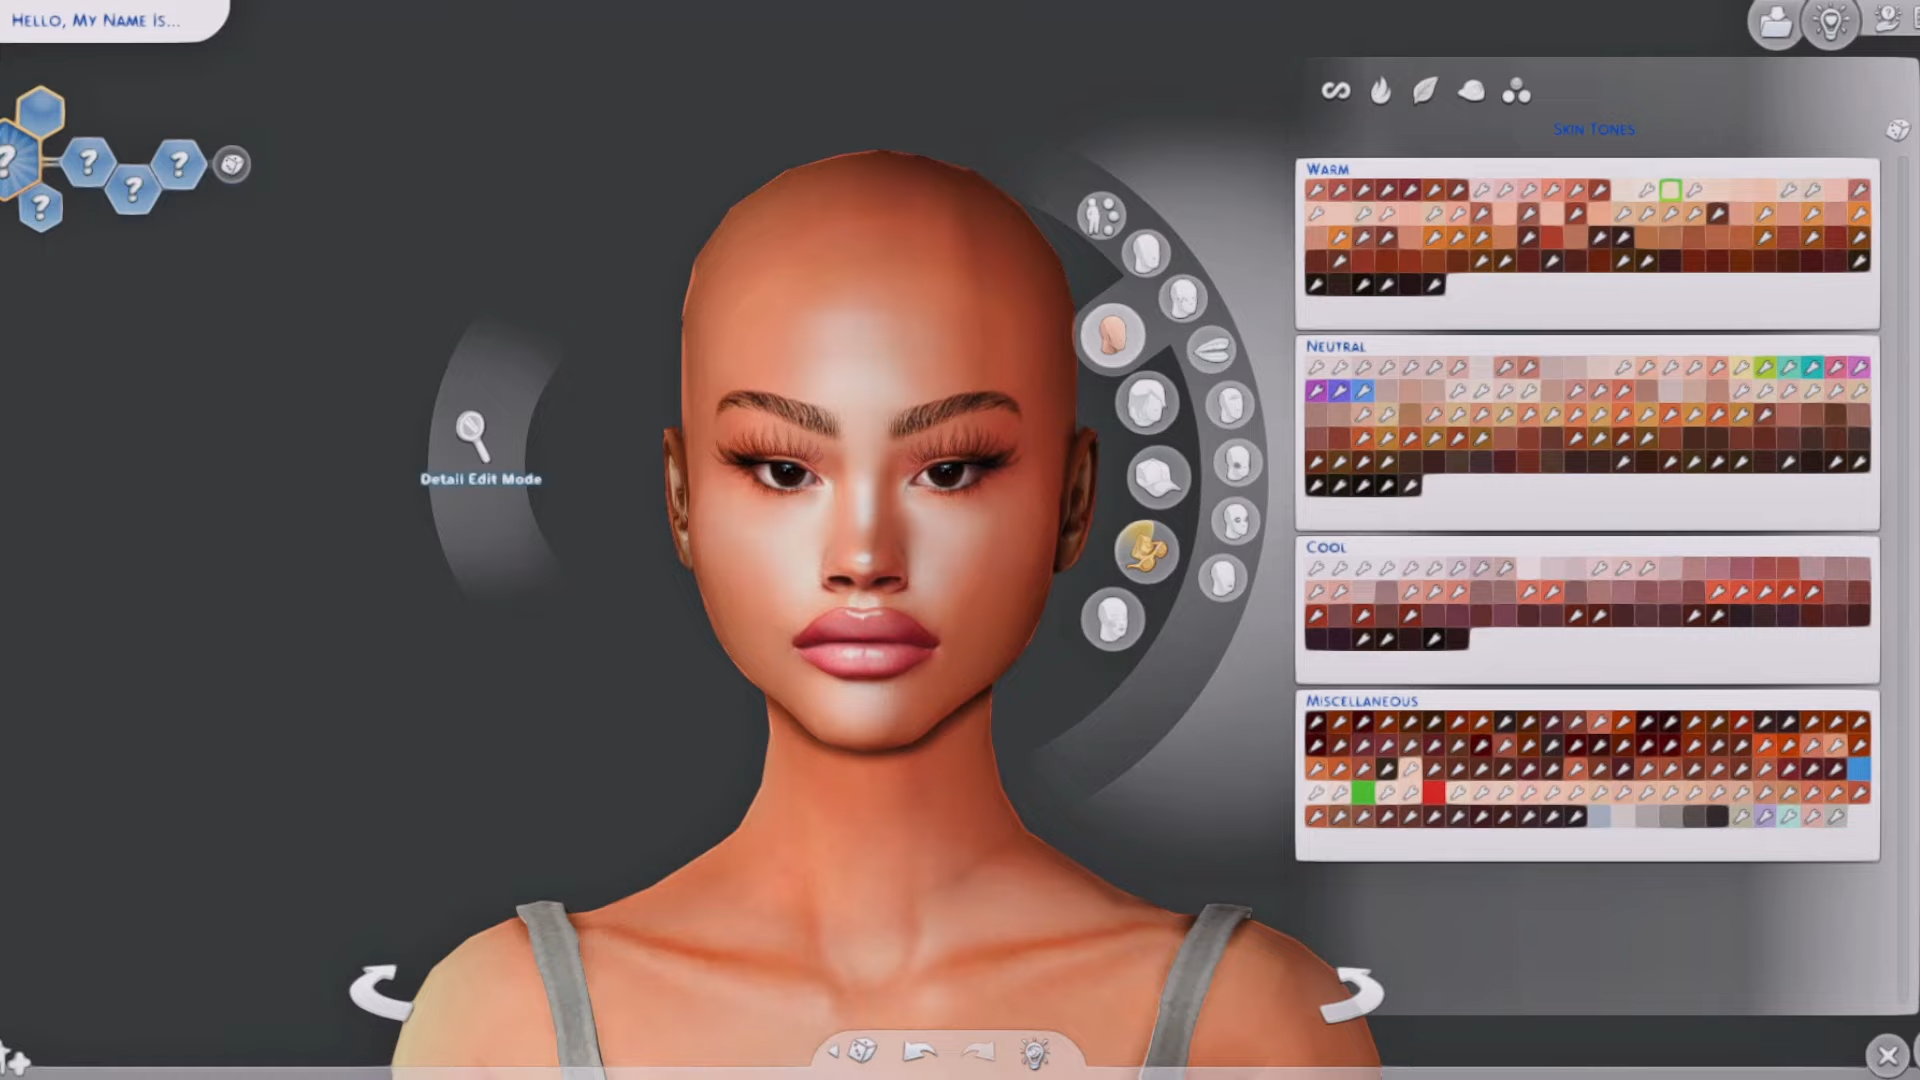 Hello, My Name Is...
Skin Tones
Warm
Neutral
Detail Edit Mode
Cool
Miscellaneous